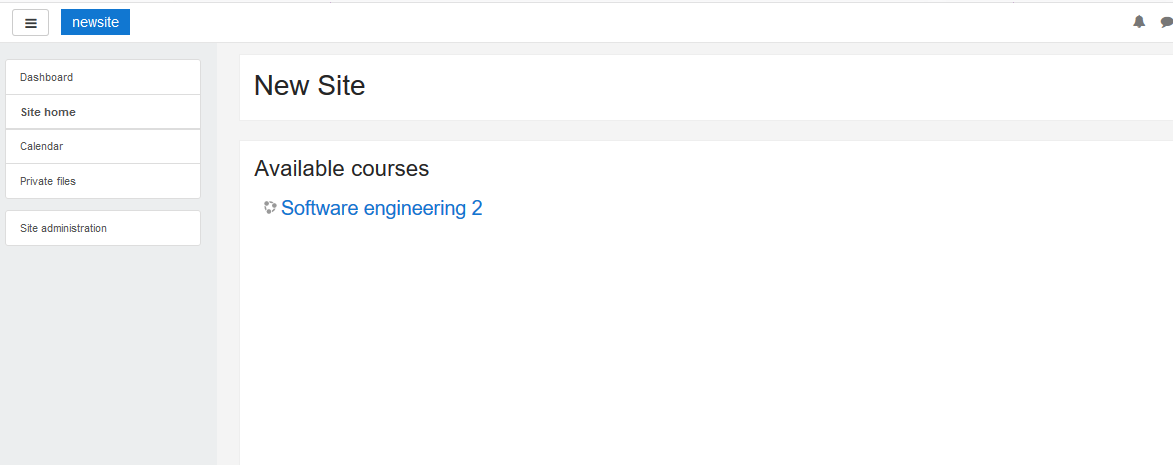 newsite
Dashboard
Site home
Calendar
Private files
Site administration
New Site
Available courses
Software engineering 2